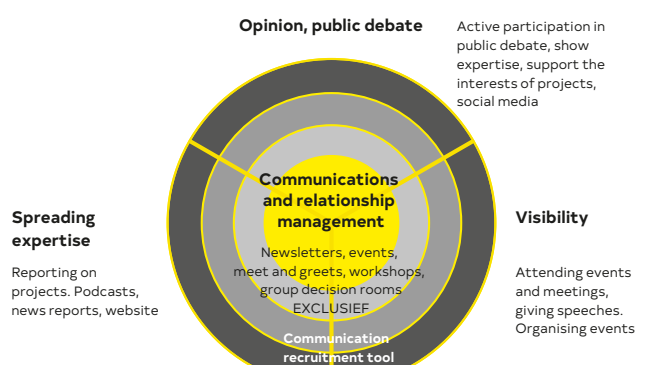 Opinion, public debate
Active participation in
public debate, show
expertise, support the
interests of projects,
social media
Communications
and relationship
management
Newsletters, events,
meet and greets, workshops,
group decision rooms
EXCLUSIEF
Spreading
expertise
Reporting on
projects. Podcasts,
news reports, website
Visibility
Attending events
and meetings,
giving speeches.
Organising events
Communication
recruitment tool